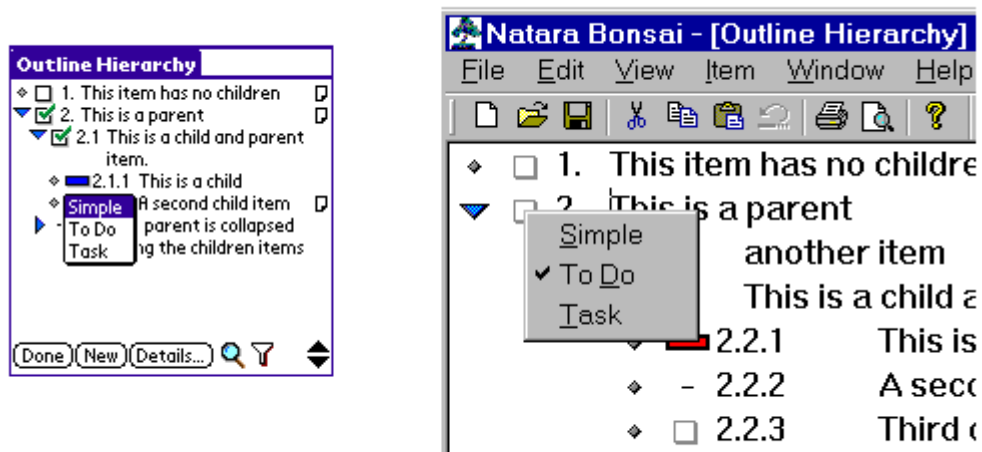 Outline Hierarchy
1. This item has no children
2. This is a parent
2.1 This is a child and parent
item.
2.1.1 This is a child
A second child item
parent is collapsed
the children items
Simple
To Do
Task
Done New Details...
Natara Bonsai - [Outline Hierarchy]
File Edit View Item Window Help
1. This item has no childre
2. This is a parent
another item
This is a child a
2.2.1 This is
2.2.2 A seco
2.2.3 Third
Simple
To Do
Task